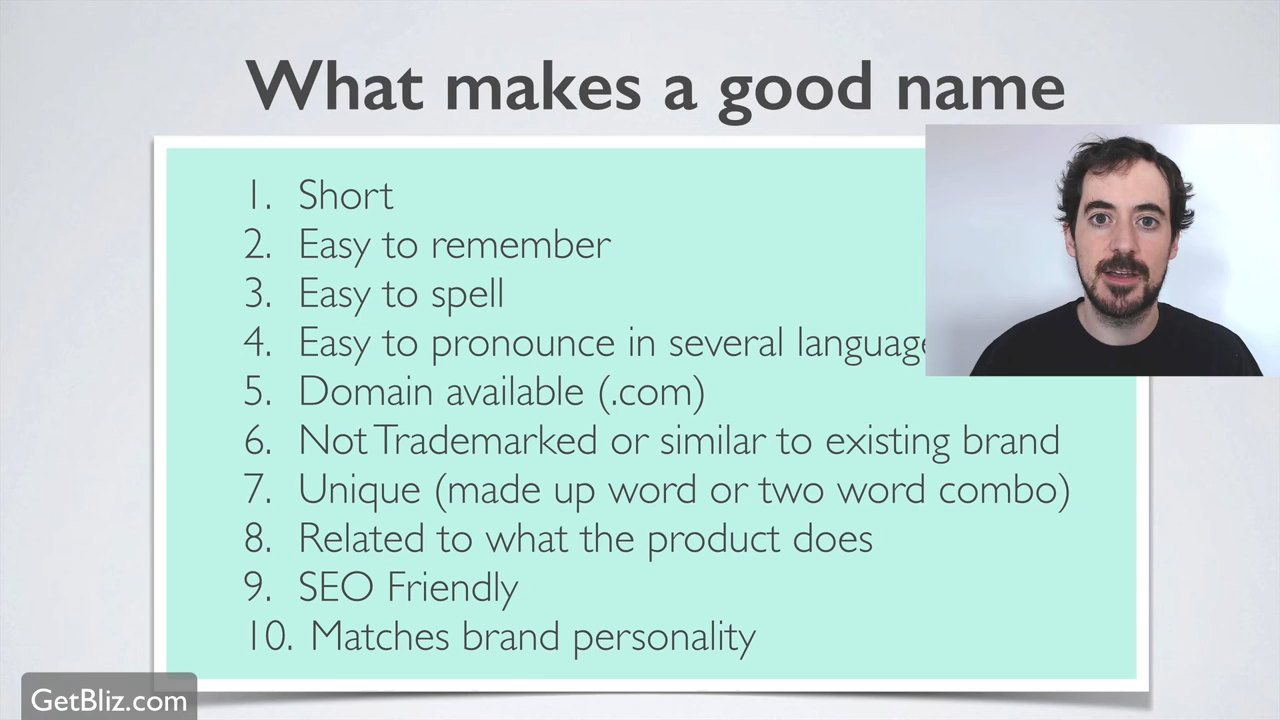 What makes a good name
1. Short
2. Easy to remember
3. Easy to spell
4. Easy to pronounce in several
5. Domain available (.com)
6. Not Trademarked or similar to existing brand
7. Unique (made up word or two word combo)
8. Related to what the product does
9. SEO Friendly
10. Matches brand personality
GetBliz.com